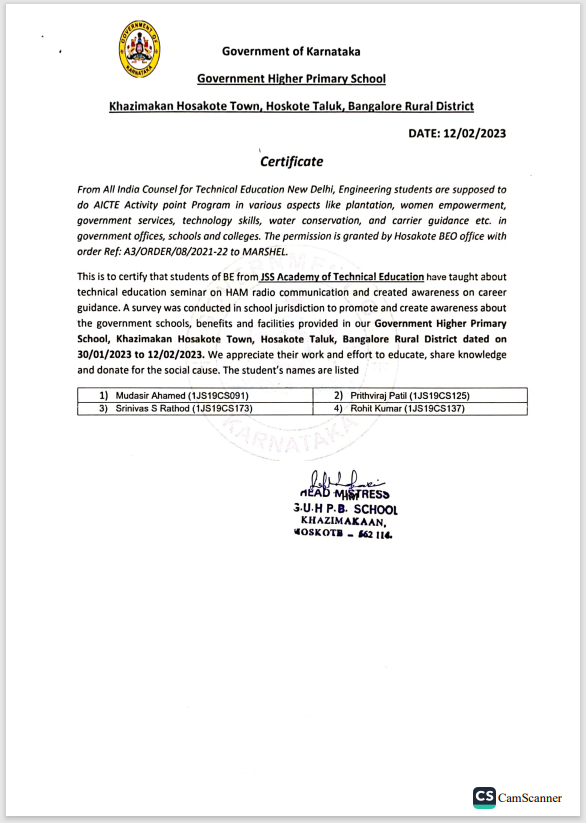 GOVERNMENT OF
KARNATAKA
Government of Karnataka
Government Higher Primary School
Khazimakan Hosakote Town, Hoskote Taluk, Bangalore Rural District
DATE: 12/02/2023
Certificate
From All India Counsel for Technical Education New Delhi, Engineering students are supposed to
do AICTE Activity point Program in various aspects like plantation, women empowerment,
government services, technology skills, water conservation, and carrier guidance etc. in
government offices, schools and colleges. The permission is granted by Hosakote BEO office with
order Ref: A3/ORDER/08/2021-22 to MARSHEL.
This is to certify that students of BE from JSS Academy of Technical Education have taught about
technical education seminar on HAM radio communication and created awareness on career
guidance. A survey was conducted in school jurisdiction to promote and create awareness about
the government schools, benefits and facilities provided in our Government Higher Primary
School, Khazimakan Hosakote Town, Hosakote Taluk, Bangalore Rural District dated on
30/01/2023 to 12/02/2023. We appreciate their work and effort to educate, share knowledge
and donate for the social cause. The student's names are listed
1) Mudasir Ahamed (1JS19CS091) 2) Prithviraj Patil (1JS19CS125)
3) Srinivas S Rathod (1JS19CS173) 4) Rohit Kumar (1JS19CS137)
KARNATAKA
HEAD MISTRESS
G.U.H P.B. SCHOOL
KHAZIMAKAAN,
HOSKOTE - 562 114.
CS CamScanner